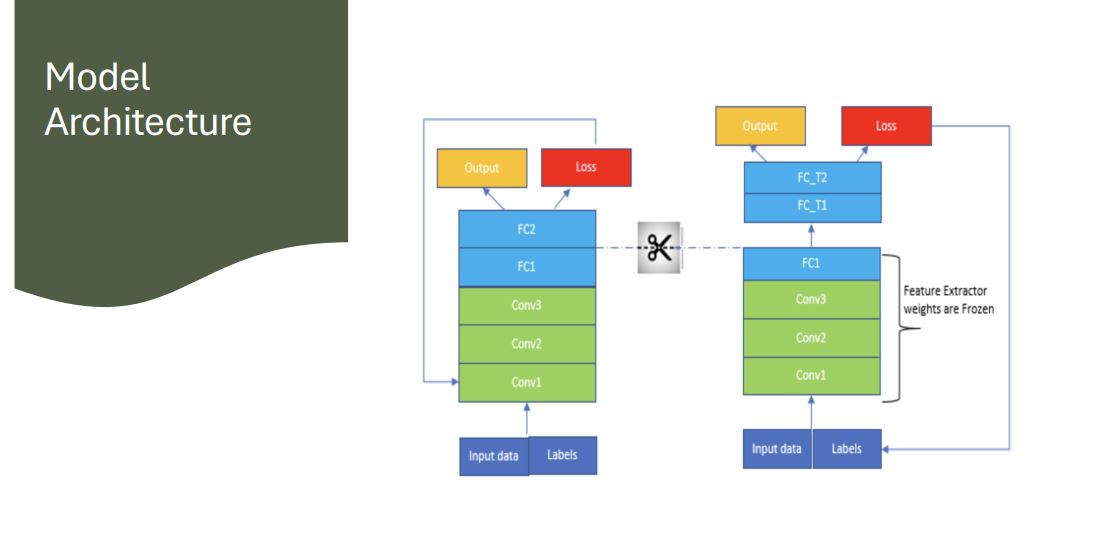 Model
Architecture
Output
Loss
FC2
FC1
Conv3
Conv2
Conv1
Input data
Labels
Output
Loss
FC_T2
FC_T1
FC1
Conv3
Conv2
Conv1
Feature Extractor
weights are Frozen
Input data
Labels